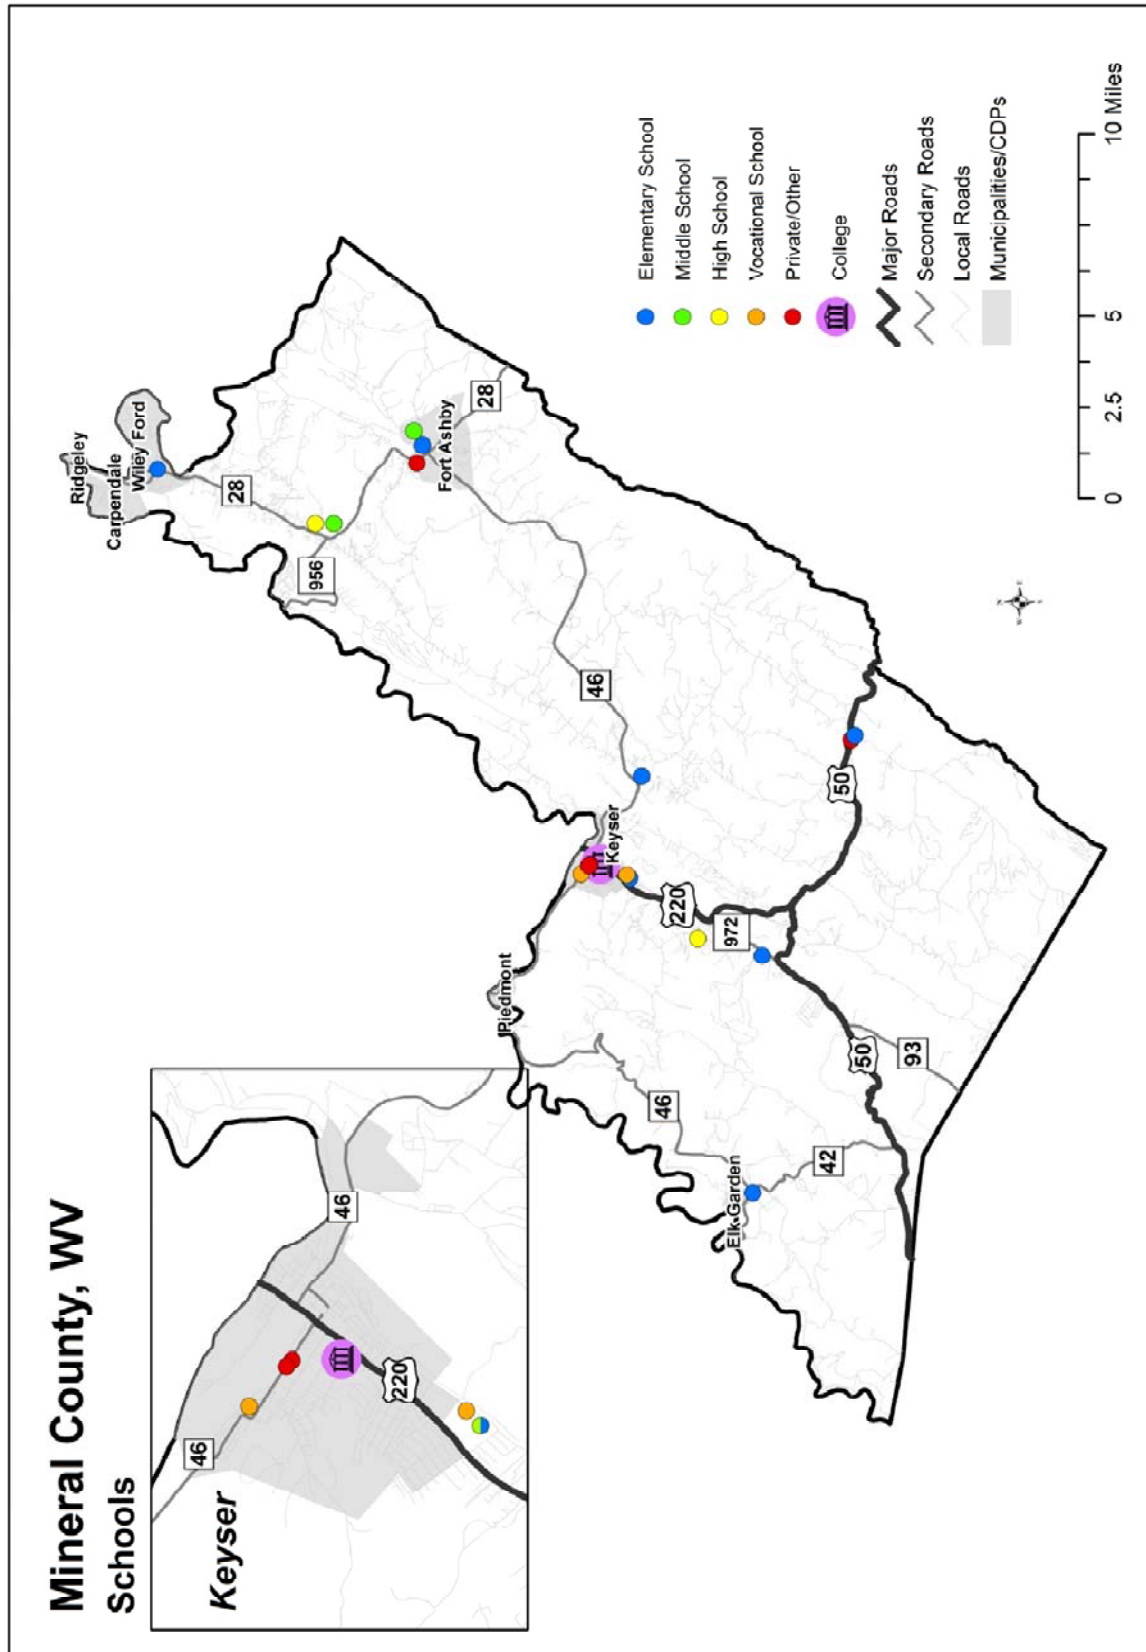 Mineral County, WV
Schools
Keyser
46
46
220
Ridgeley
Carpendale
Wiley Ford
28
956
Fort Ashby
28
46
Keyser
Piedmont
220
972
50
46
Elk Garden
42
50
93
Elementary School
Middle School
High School
Vocational School
Private/Other
College
Major Roads
Secondary Roads
Local Roads
Municipalities/CDPs
0 2.5 5 10 Miles